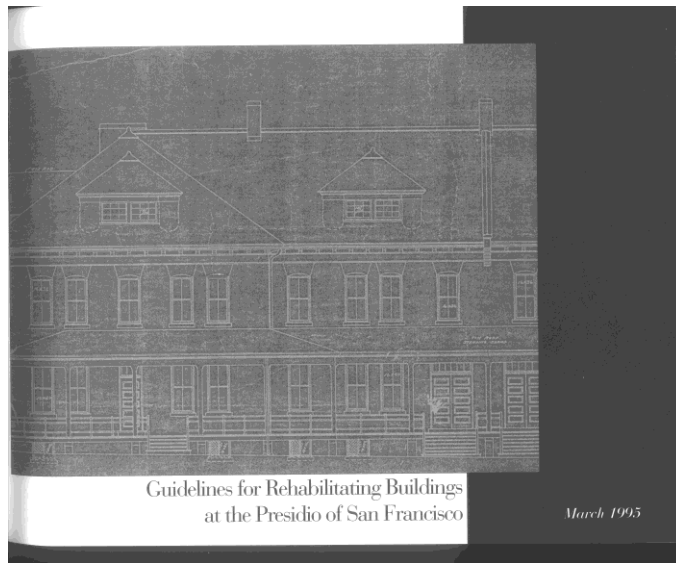 Guidelines for Rehabilitating Buildings
at the Presidio of San Francisco
March 1995